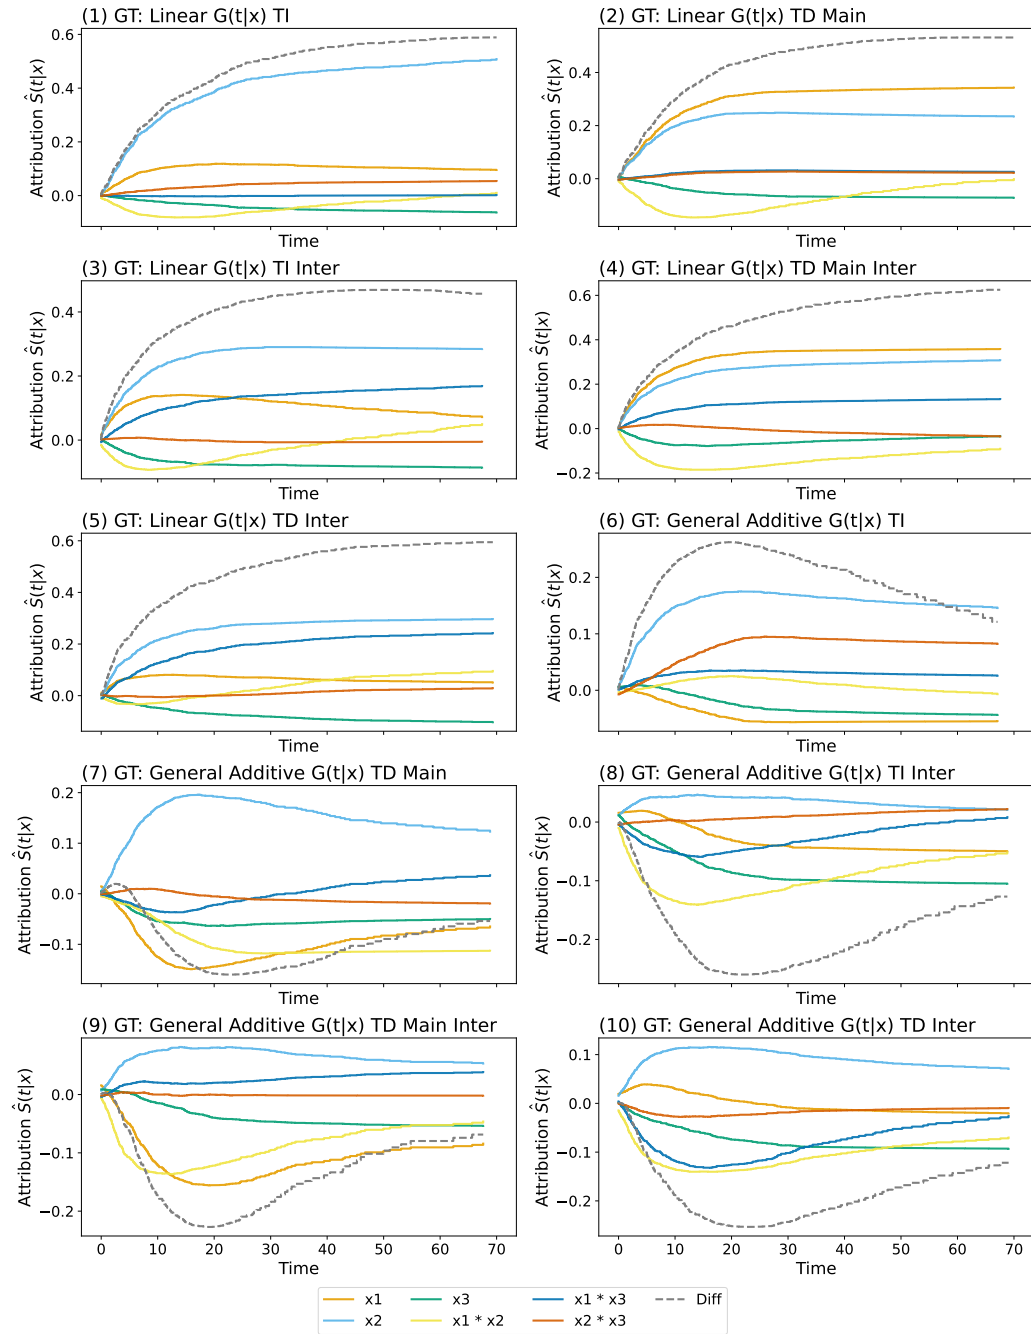 (1) GT: Linear G(t|x) TI
0.6
0.4
0.2
0.0
Attribution Ŝ(t|x)
Time
(2) GT: Linear G(t|x) TD Main
0.4
0.2
0.0
Attribution Ŝ(t|x)
Time
(3) GT: Linear G(t|x) TI Inter
0.4
0.2
0.0
Attribution Ŝ(t|x)
Time
(4) GT: Linear G(t|x) TD Main Inter
0.6
0.4
0.2
0.0
−0.2
Attribution Ŝ(t|x)
Time
(5) GT: Linear G(t|x) TD Inter
0.6
0.4
0.2
0.0
Attribution Ŝ(t|x)
Time
(6) GT: General Additive G(t|x) TI
0.2
0.1
0.0
Attribution Ŝ(t|x)
Time
(7) GT: General Additive G(t|x) TD Main
0.2
0.1
0.0
−0.1
Attribution Ŝ(t|x)
Time
(8) GT: General Additive G(t|x) TI Inter
0.0
−0.1
−0.2
Attribution Ŝ(t|x)
Time
(9) GT: General Additive G(t|x) TD Main Inter
0.0
−0.1
−0.2
Attribution Ŝ(t|x)
0 10 20 30 40 50 60 70
Time
(10) GT: General Additive G(t|x) TD Inter
0.1
0.0
−0.1
−0.2
Attribution Ŝ(t|x)
0 10 20 30 40 50 60 70
Time
x1 x3 x1 * x3 Diff
x2 x1 * x2 x2 * x3